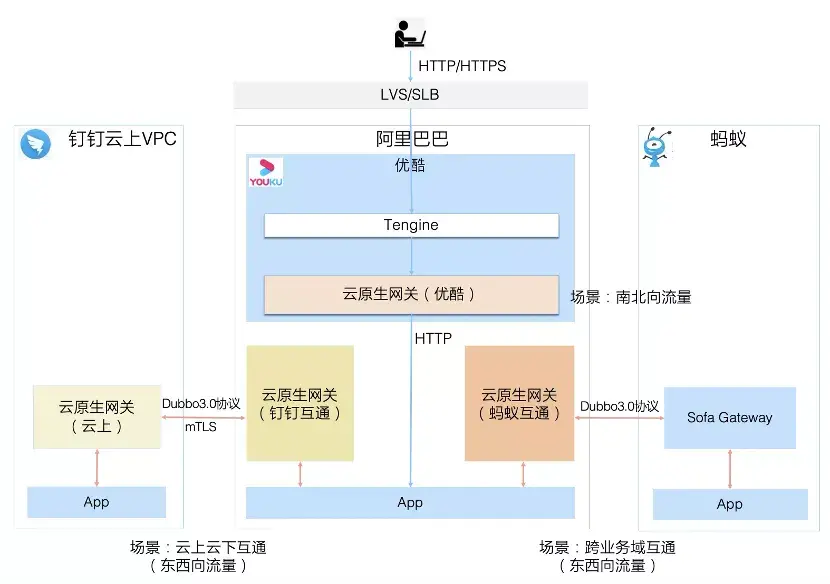 HTTP/HTTPS
LVS/SLB
钉钉云上VPC
阿里巴巴
蚂蚁
YOUKU
优酷
Tengine
云原生网关（优酷）
场景：南北向流量
HTTP
云原生网关
（云上）
Dubbo3.0协议
mTLS
云原生网关
（钉钉互通）
云原生网关
（蚂蚁互通）
Dubbo3.0协议
Sofa Gateway
App
App
App
场景：云上云下互通
（东西向流量）
场景：跨业务域互通
（东西向流量）